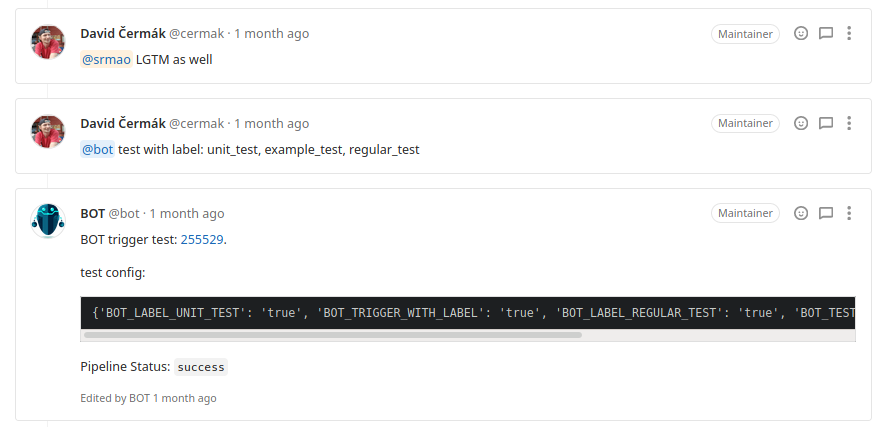 David Čermák @cermak · 1 month ago Maintainer
@srmao LGTM as well
David Čermák @cermak · 1 month ago Maintainer
@bot test with label: unit_test, example_test, regular_test
BOT @bot · 1 month ago Maintainer
BOT trigger test: 255529.
test config:
{'BOT_LABEL_UNIT_TEST': 'true', 'BOT_TRIGGER_WITH_LABEL': 'true', 'BOT_LABEL_REGULAR_TEST': 'true', 'BOT_TEST
Pipeline Status: success
Edited by BOT 1 month ago